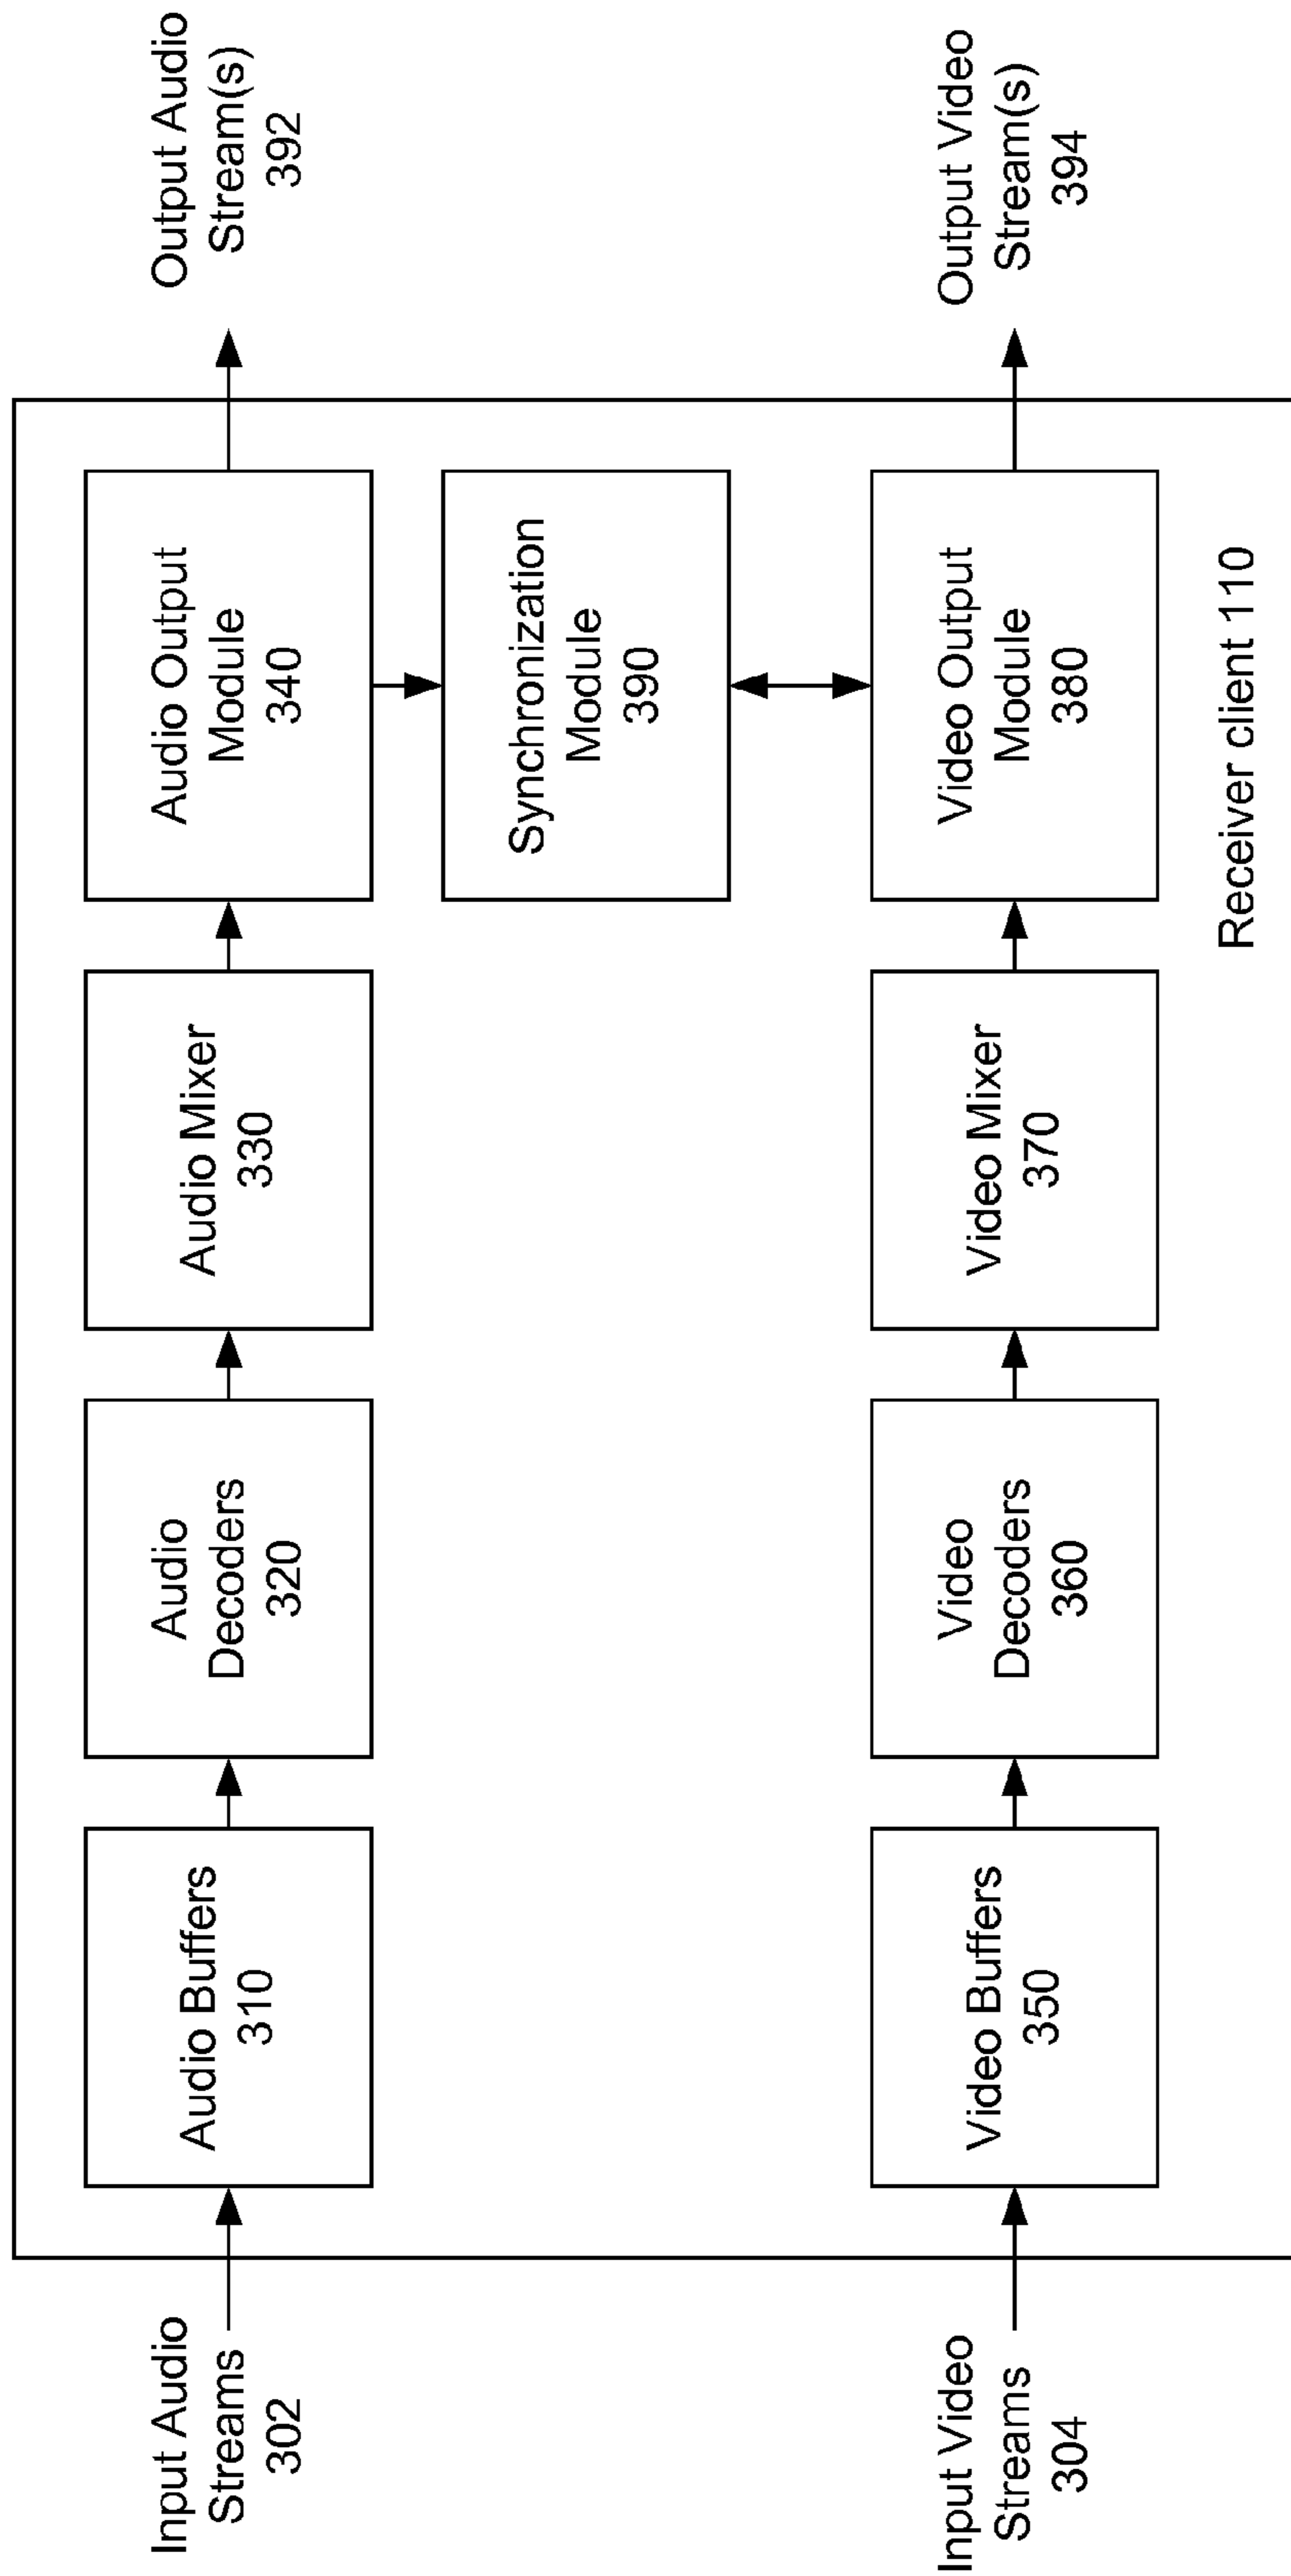 Input Audio
Streams
302
Audio Buffers
310
Audio
Decoders
320
Audio Mixer
330
Audio Output
Module
340
Output Audio
Stream(s)
392
Synchronization
Module
390
Input Video
Streams
304
Video Buffers
350
Video
Decoders
360
Video Mixer
370
Video Output
Module
380
Output Video
Stream(s)
394
Receiver client 110